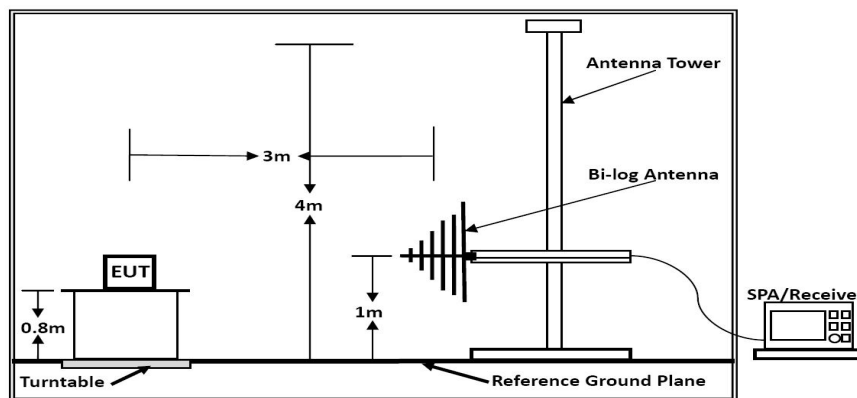 Antenna Tower
3m
Bi-log Antenna
4m
EUT
SPA/Receive
0.8m
1m
Turntable
Reference Ground Plane